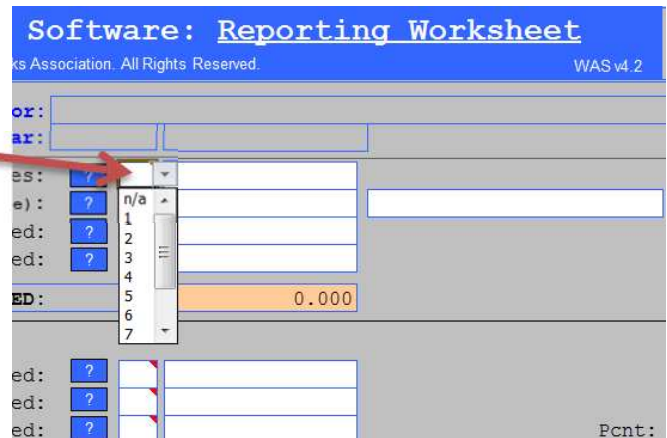 Software: Reporting Worksheet
ks Association. All Rights Reserved. WAS v4.2
or:
ar:
es: ?
e): ? n/a
1
ed: ? 2
3
ed: ? 4
5
ED: 0.000
6
7
ed: ?
ed: ?
ed: ? Pcnt: